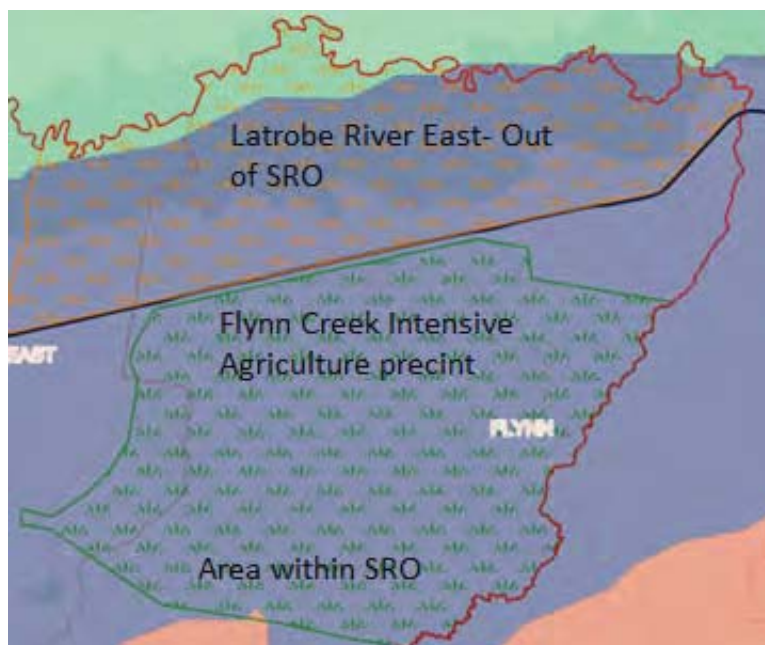 Latrobe River East- Out
of SRO
Flynn Creek Intensive
Agriculture precint
EAST
FLYNN
Area within SRO